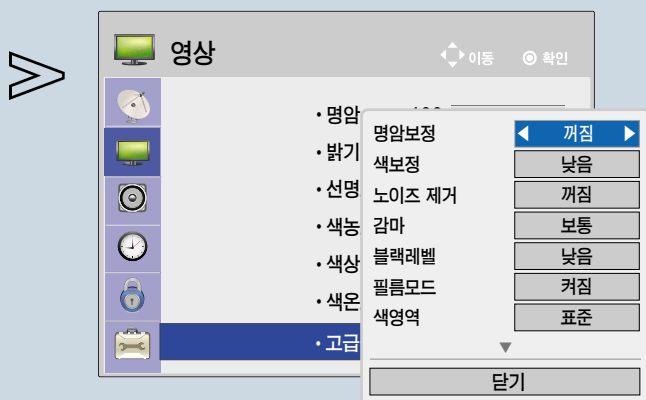 영상
이동 확인
·명암
·밝기
·선명
·색농
·색상
·색온
·고급
명암보정 꺼짐
색보정 낮음
노이즈 제거 꺼짐
감마 보통
블랙레벨 낮음
필름모드 켜짐
색영역 표준
닫기